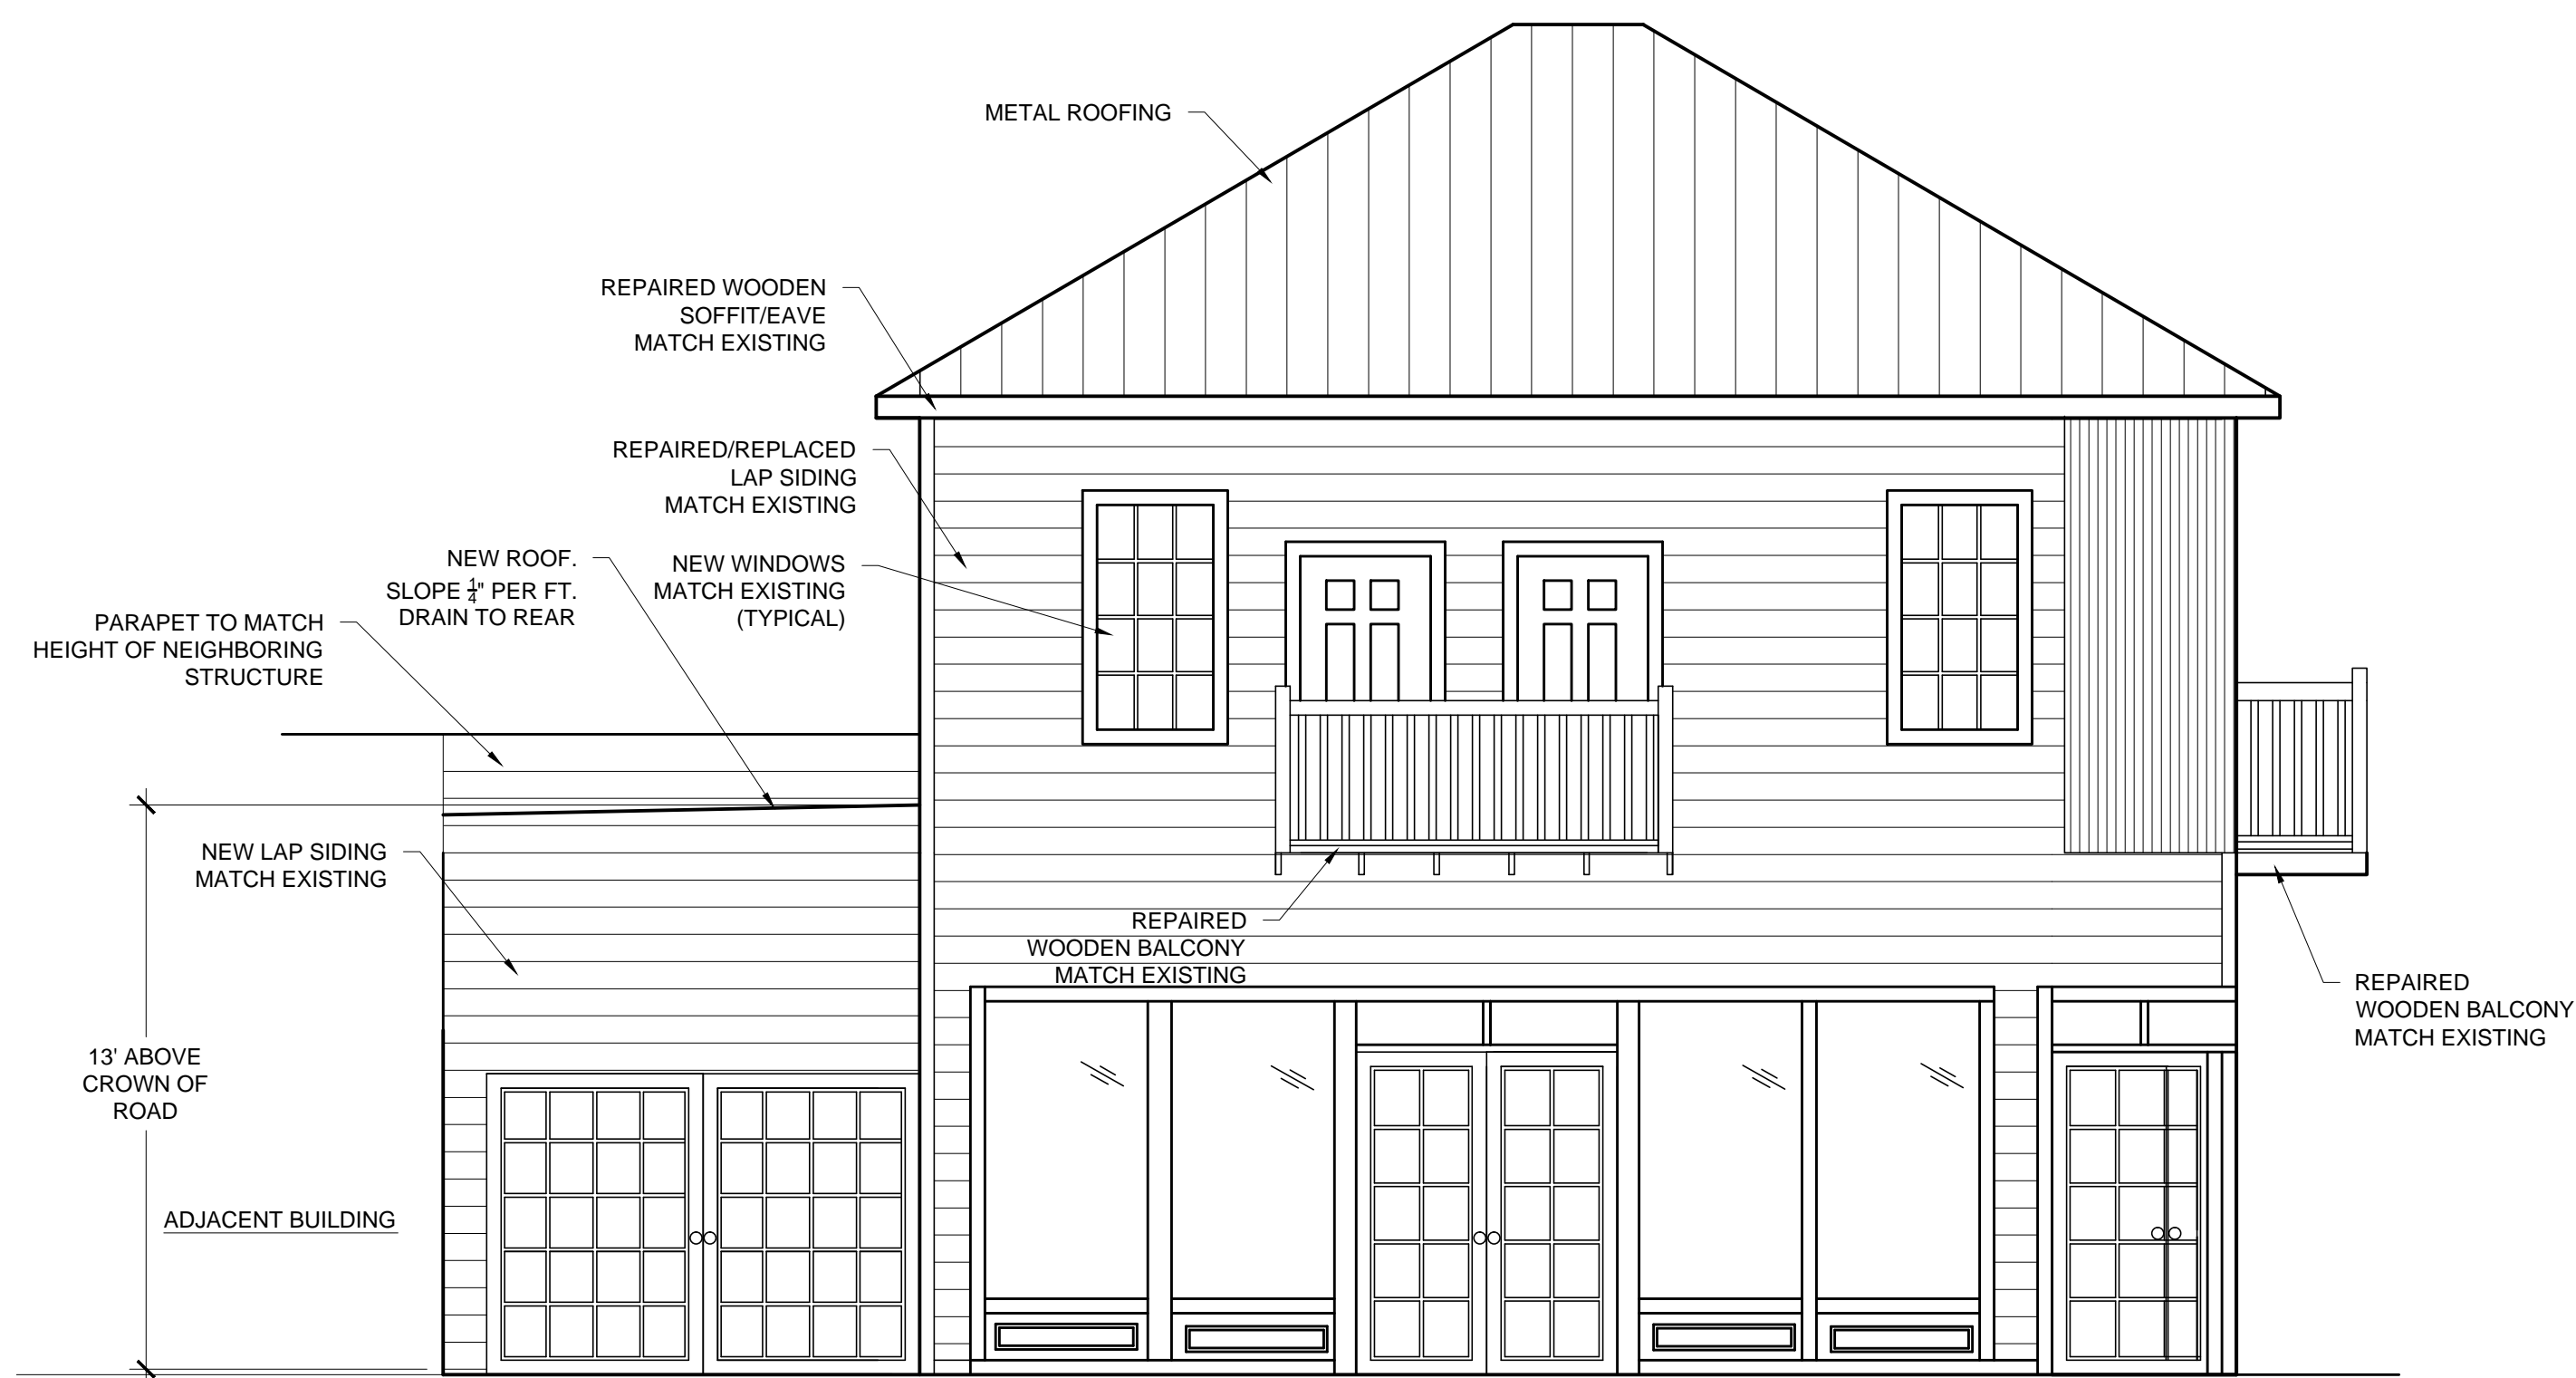 METAL ROOFING
REPAIRED WOODEN
SOFFIT/EAVE
MATCH EXISTING
REPAIRED/REPLACED
LAP SIDING
MATCH EXISTING
NEW ROOF.
SLOPE 1/4" PER FT.
DRAIN TO REAR
NEW WINDOWS
MATCH EXISTING
(TYPICAL)
PARAPET TO MATCH
HEIGHT OF NEIGHBORING
STRUCTURE
NEW LAP SIDING
MATCH EXISTING
REPAIRED
WOODEN BALCONY
MATCH EXISTING
REPAIRED
WOODEN BALCONY
MATCH EXISTING
13' ABOVE
CROWN OF
ROAD
ADJACENT BUILDING